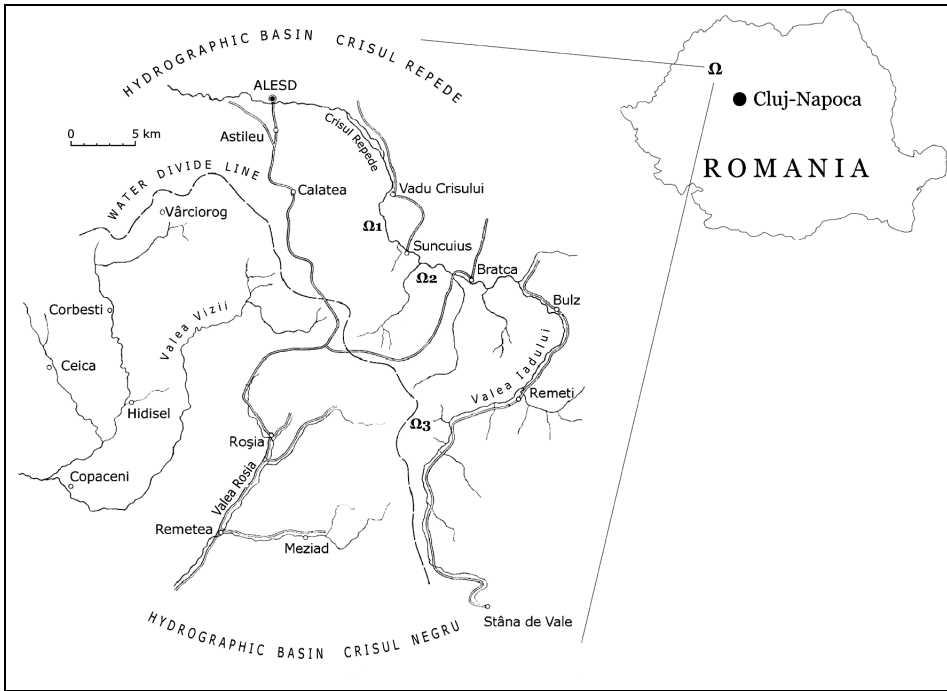 HYDROGRAPHIC BASIN CRISUL REPEDE
ALESD
Ω
Cluj-Napoca
ROMANIA
0 5 km
Astileu
Crisul Repede
WATER DIVIDE LINE
Calatea
Vadu Crisului
Vârciorog
Ω1
Suncuius
Ω2
Bratca
Corbesti
Valea Vizii
Bulz
Ceica
Valea Iadului
Remeti
Hidisel
Ω3
Roşia
Copaceni
Valea Rosia
Remetea
Meziad
Stâna de Vale
HYDROGRAPHIC BASIN CRISUL NEGRU